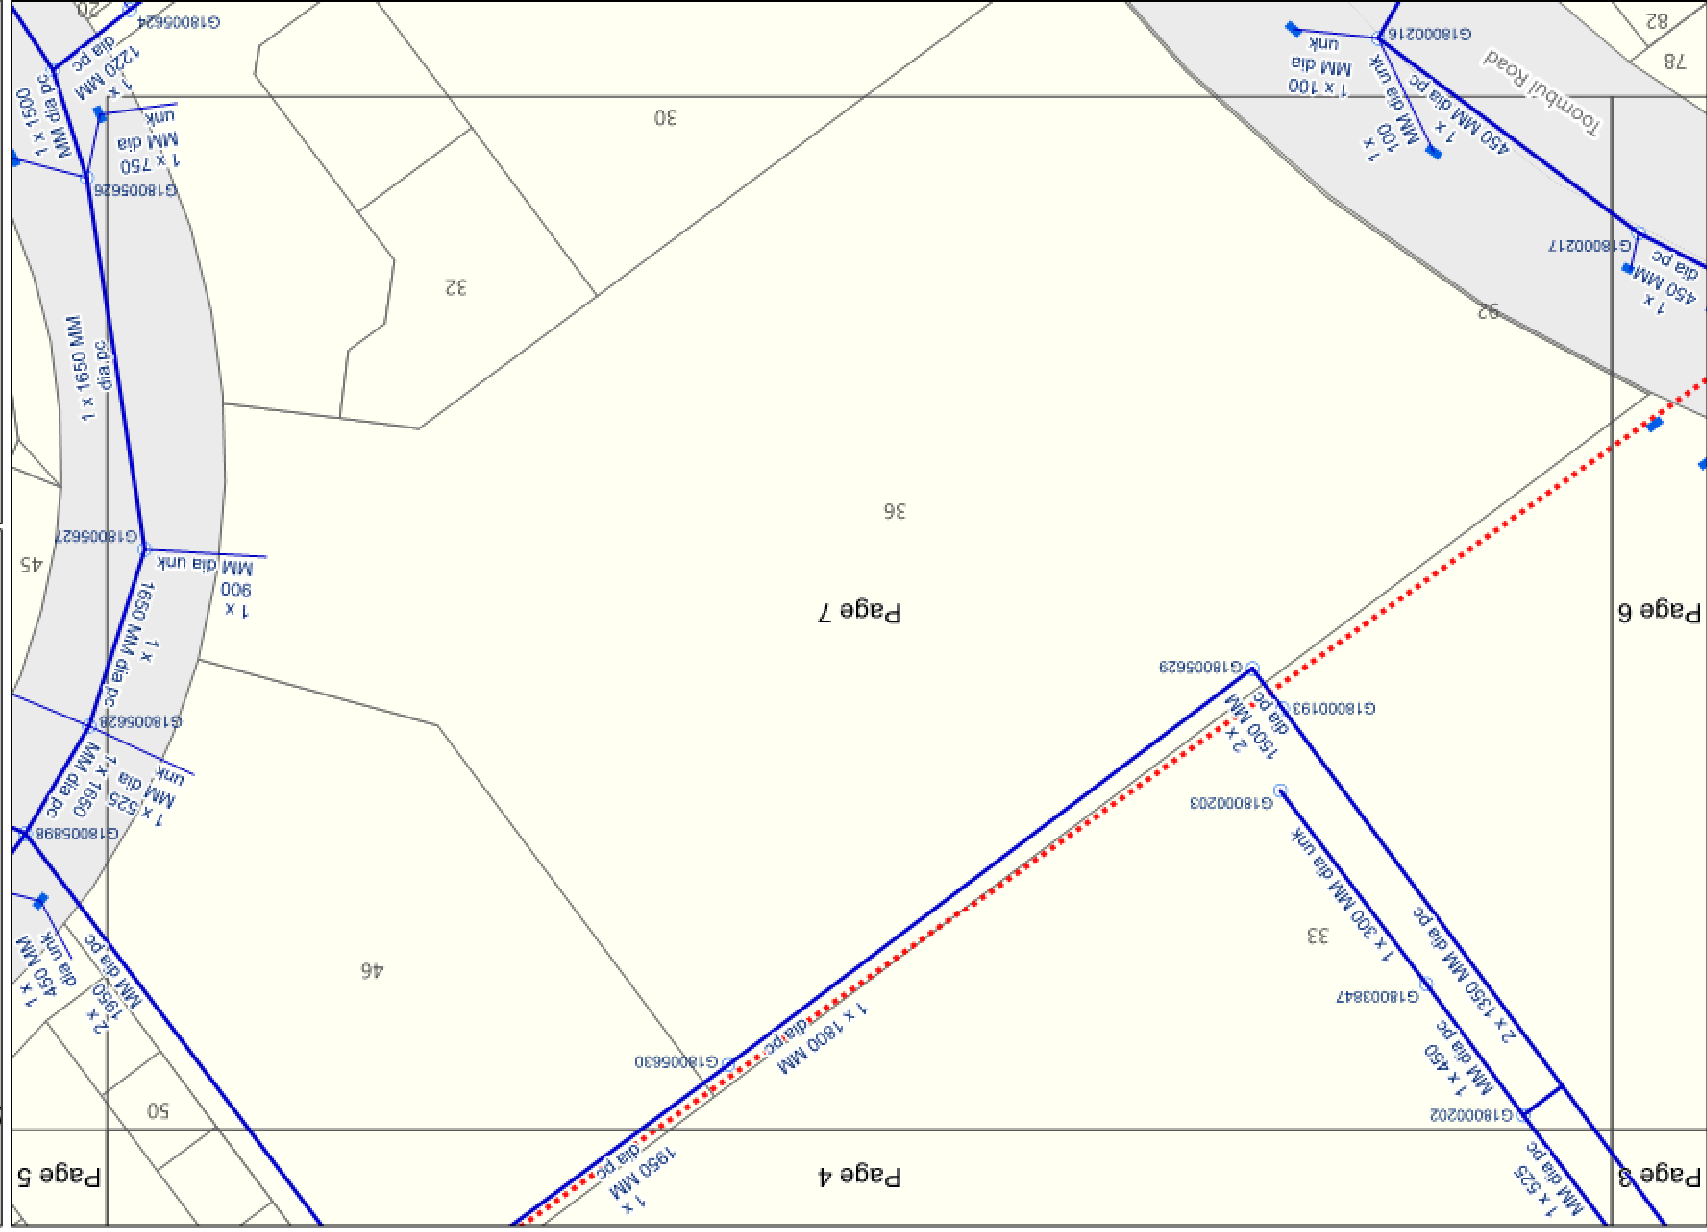 G18005624
1 x
1220 MM
dia pc
1 x 1500
MM dia pc
1 x 750
MM dia
unk
G18005626
1 x 1650 MM
dia pc
G18005627
1 x
900
MM dia unk
1 x
1650 MM dia pc
G18005628
1 x 525
MM dia
unk
1 x 1650
MM dia pc
G18005898
1 x
450 MM
dia unk
2 x
1950
MM dia pc
45
46
50
30
32
36
33
92
82
78
Toombul Road
G18000216
1 x 100
MM dia
unk
1 x
100
MM dia unk
1 x
450 MM dia pc
G18000217
1 x
450 MM
dia pc
Page 7
Page 6
G18005629
2 x
1500 MM
dia pc
G18000193
G18000203
1 x 300 MM dia unk
G18003847
2 x 1350 MM dia pc
1 x 450
MM dia pc
G18000202
1 x 525
MM dia pc
G18005630
1 x 1800 MM
dia pc
1 x
1950 MM
dia pc
Page 5
Page 4
Page 3